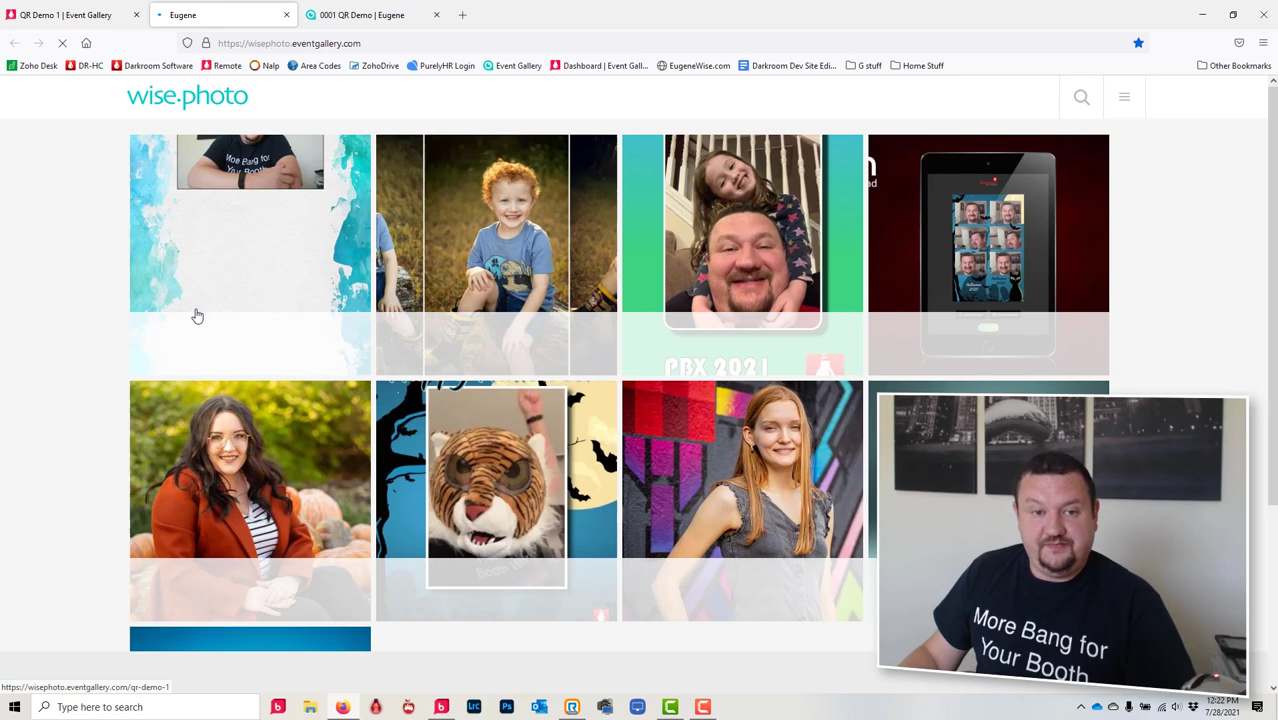 QR Demo 1 | Event Gallery
Eugene
0001 QR Demo | Eugene
https://wisephoto.eventgallery.com
Zoho Desk
DR-HC
Darkroom Software
Remote
Nalp
Area Codes
ZohoDrive
PurelyHR Login
Event Gallery
Dashboard | Event Gall...
EugeneWise.com
Darkroom Dev Site Edi...
G stuff
Home Stuff
Other Bookmarks
wise.photo
Moe Bang for
Your Booth
PBX 2021
More Bang for
Your Booth
https://wisephoto.eventgallery.com/qr-demo-1
Type here to search
12:22 PM
7/28/2021